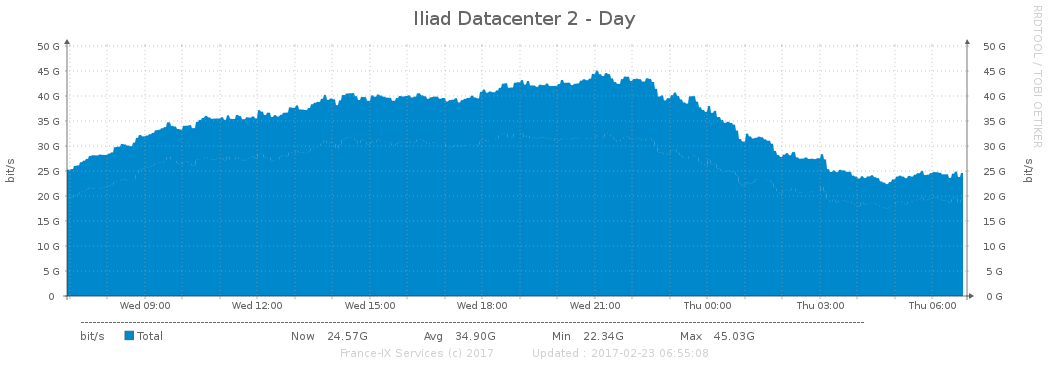 Iliad Datacenter 2 - Day
RRDTOOL / TOBI OETIKER
bit/s
50 G 50 G
45 G 45 G
40 G 40 G
35 G 35 G
30 G 30 G
25 G 25 G
20 G 20 G
15 G 15 G
10 G 10 G
5 G 5 G
0 0 G
bit/s
Wed 09:00 Wed 12:00 Wed 15:00 Wed 18:00 Wed 21:00 Thu 00:00 Thu 03:00 Thu 06:00
bit/s Total Now 24.57G Avg 34.90G Min 22.34G Max 45.03G
France-IX Services (c) 2017 Updated : 2017-02-23 06:55:08